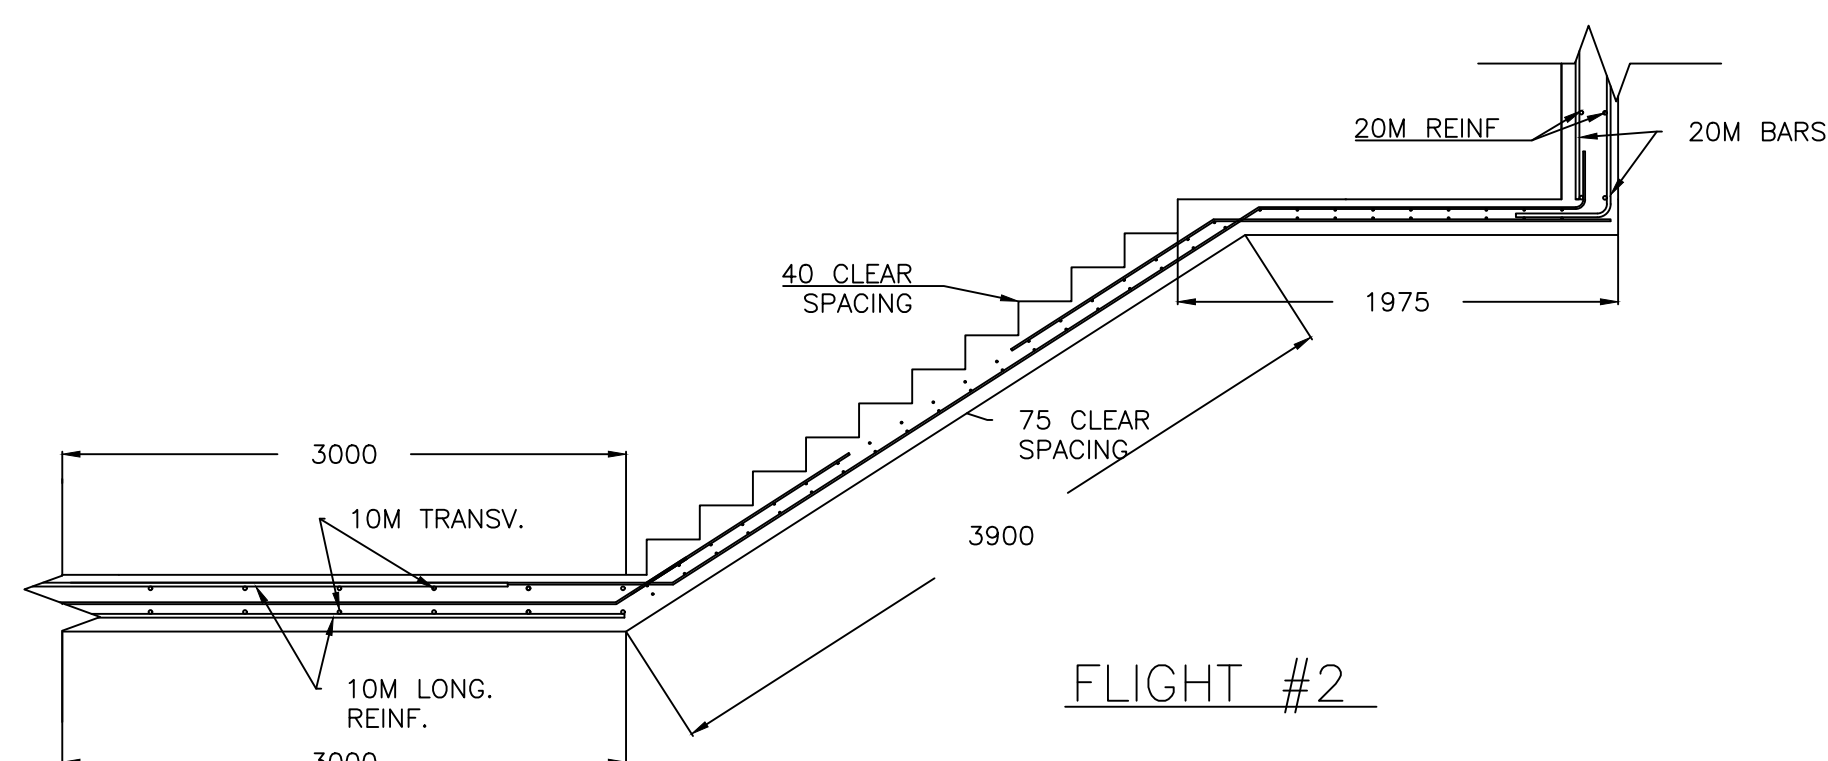 20M REINF
20M BARS
40 CLEAR
SPACING
1975
75 CLEAR
SPACING
3000
10M TRANSV.
3900
10M LONG.
REINF.
FLIGHT #2
3000